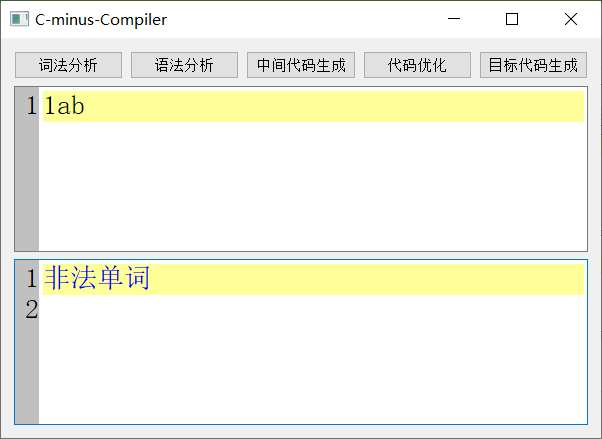 C-minus-Compiler
词法分析 语法分析 中间代码生成 代码优化 目标代码生成
1 1ab
1 非法单词
2